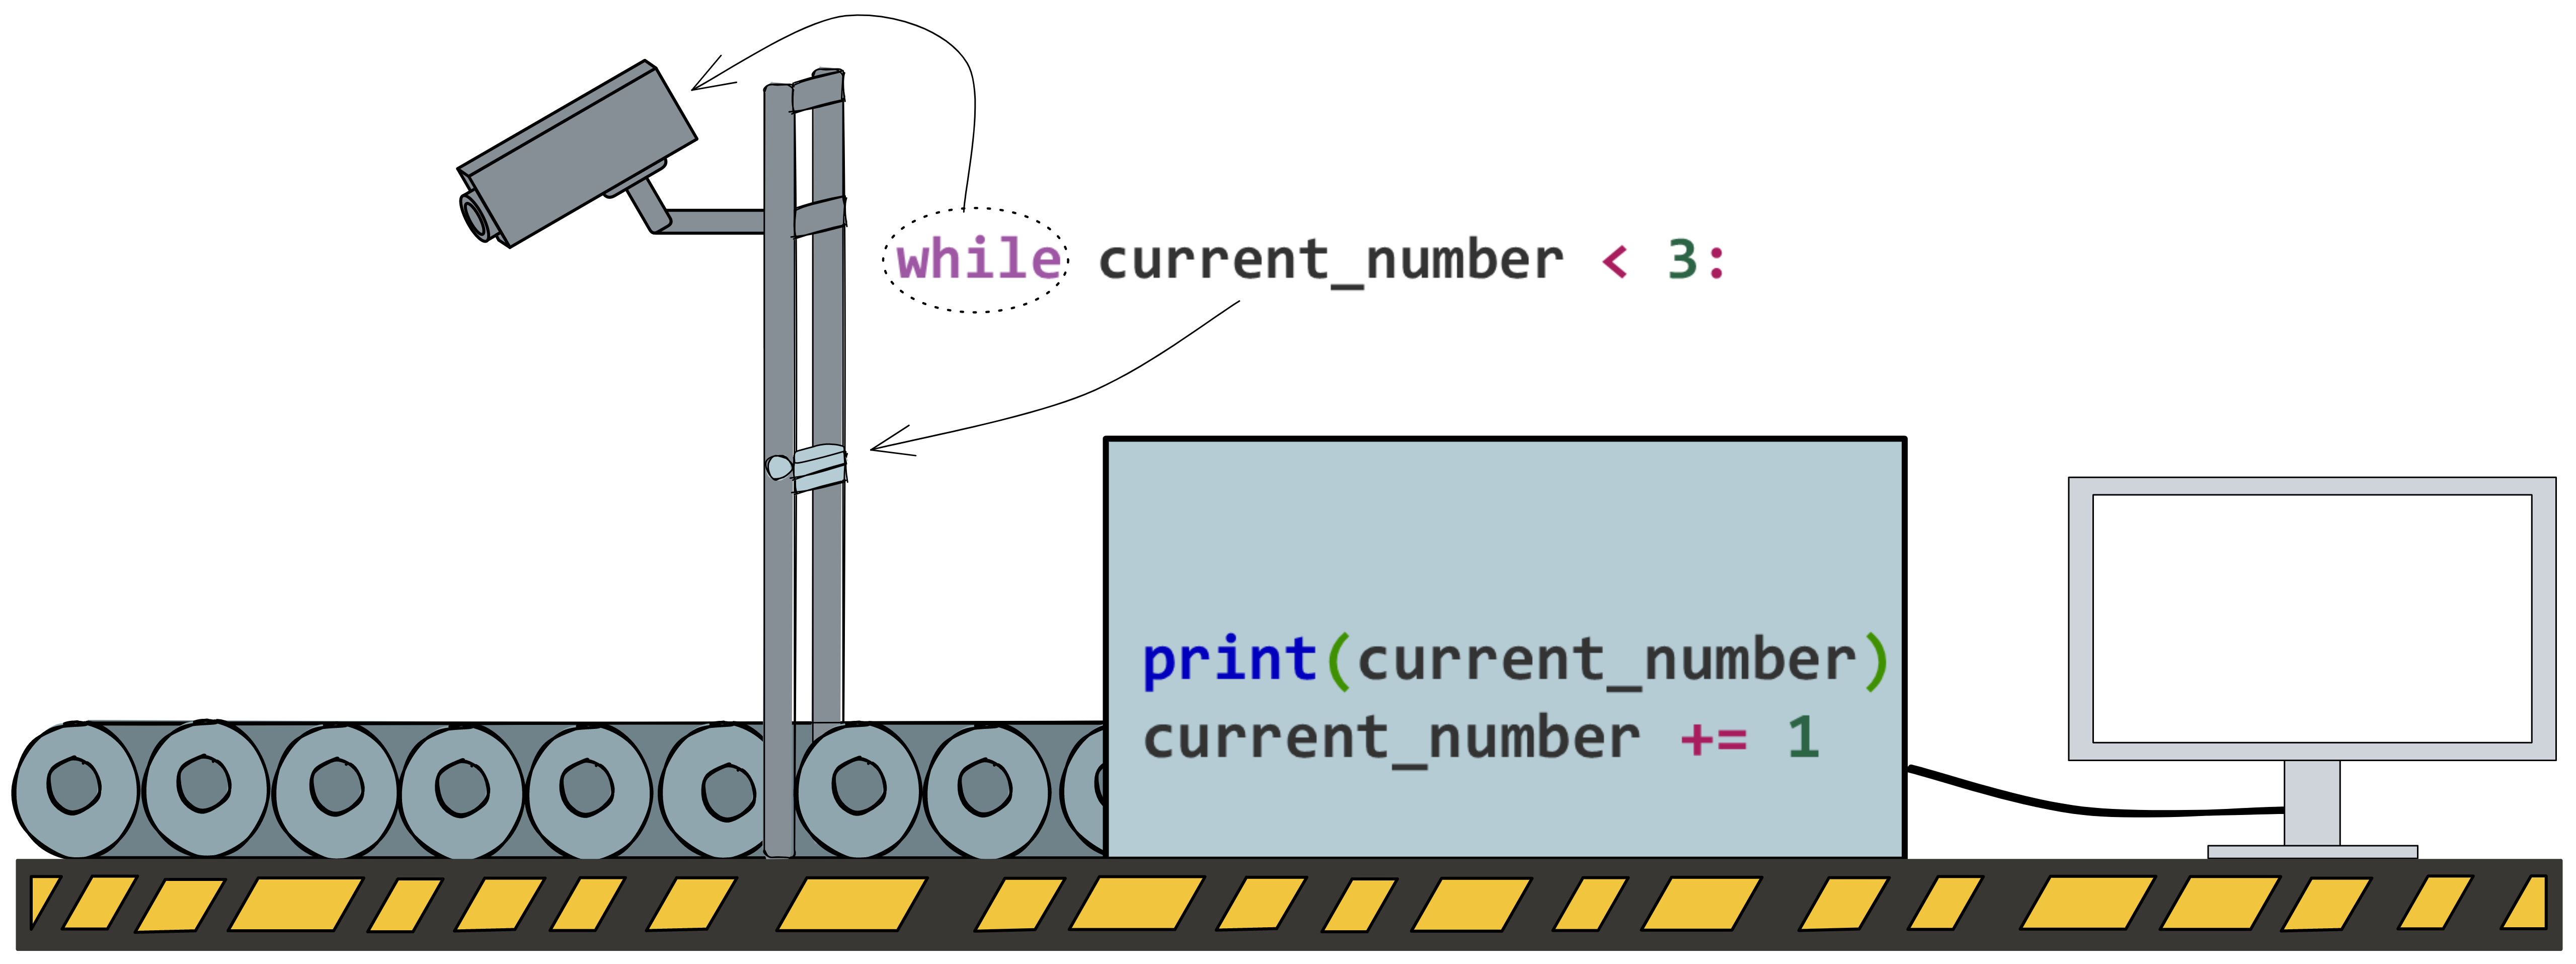 while current_number < 3:
print(current_number)
current_number += 1